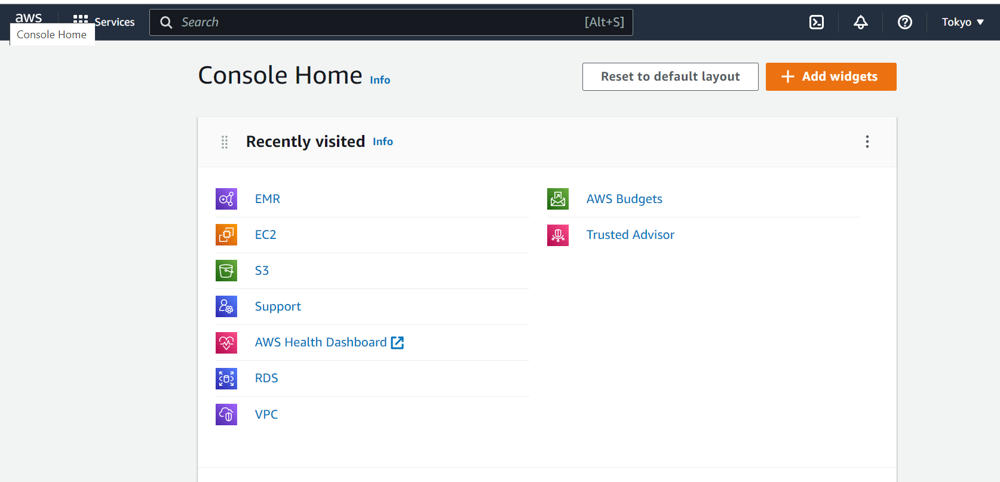 aws
Services
Search [Alt+S]
Tokyo
Console Home
Console Home Info
Reset to default layout
Add widgets
Recently visited Info
EMR
EC2
S3
Support
AWS Health Dashboard
RDS
VPC
AWS Budgets
Trusted Advisor